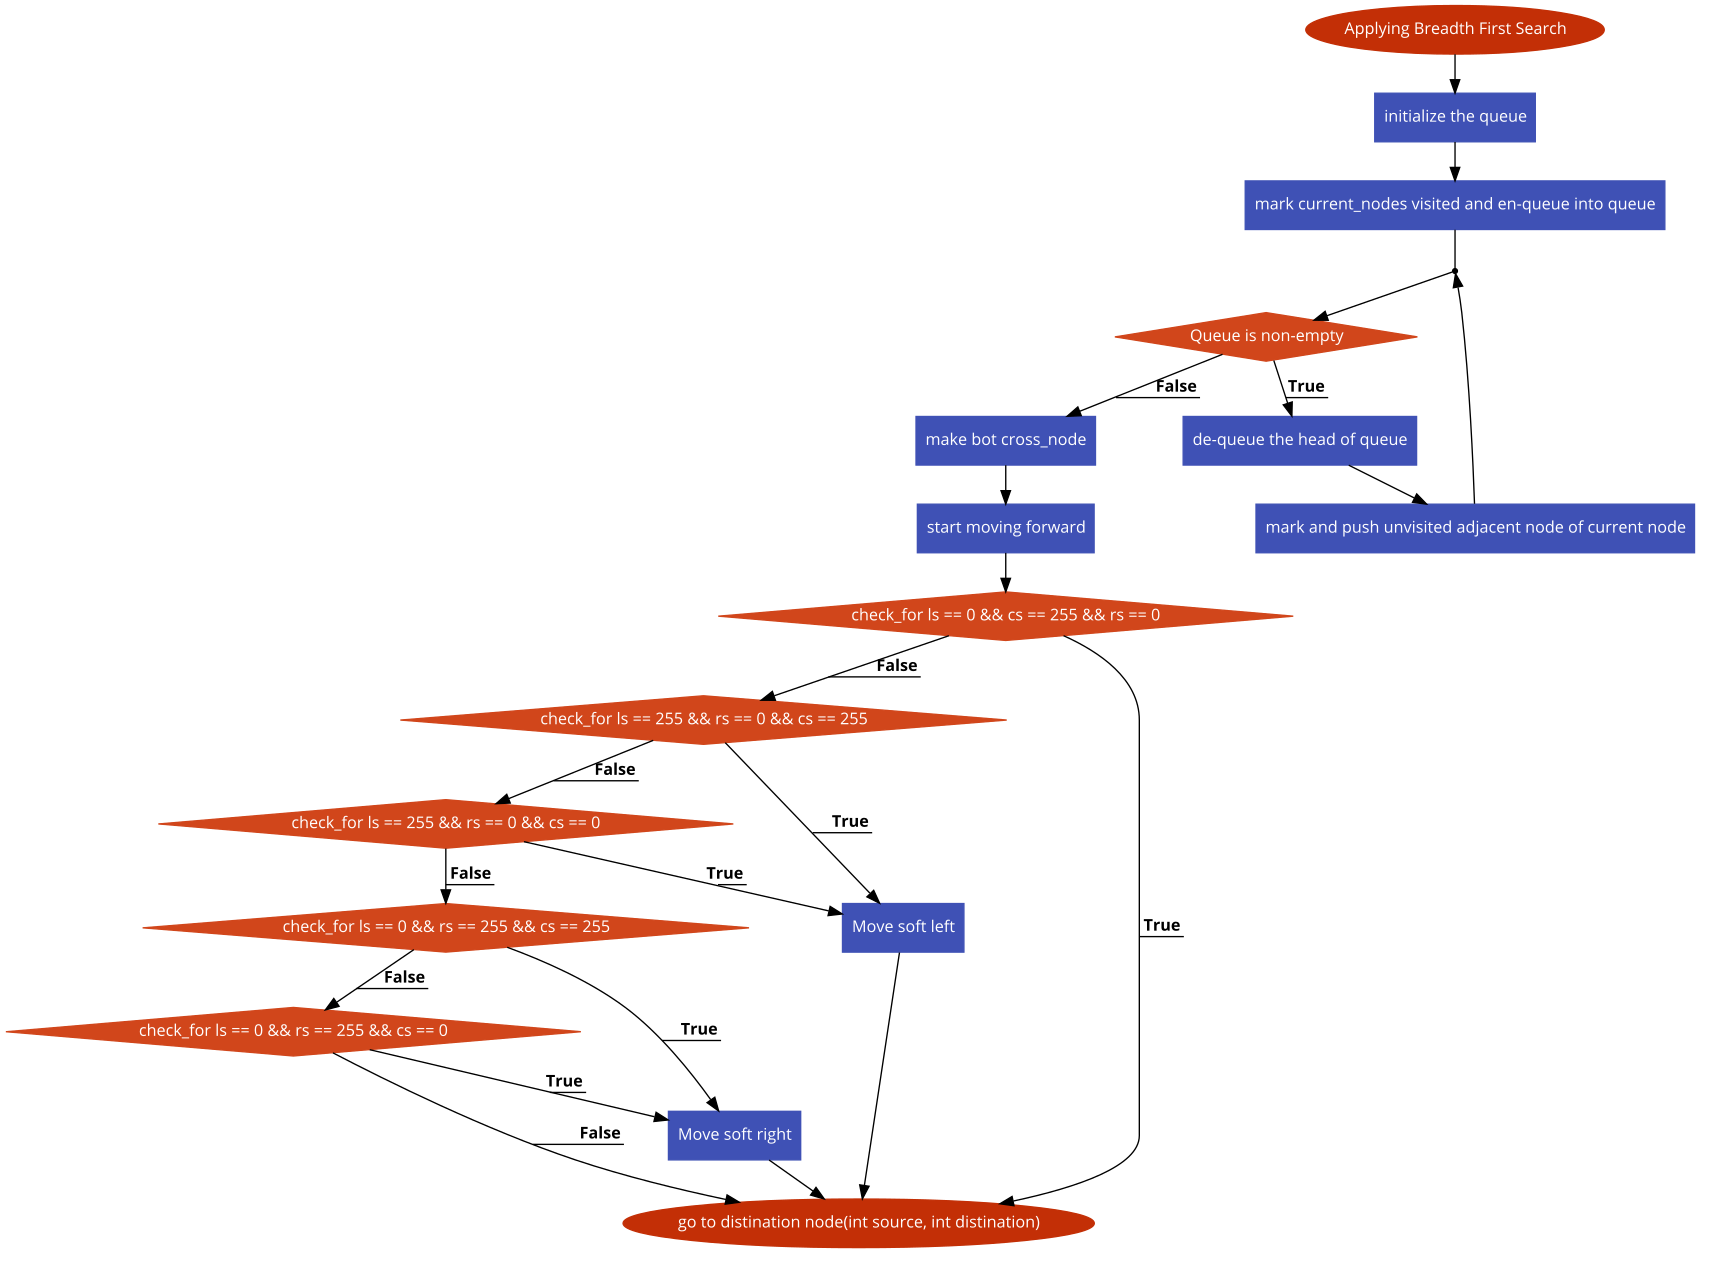 Applying Breadth First Search
initialize the queue
mark current_nodes visited and en-queue into queue
Queue is non-empty
False
True
make bot cross_node
de-queue the head of queue
start moving forward
mark and push unvisited adjacent node of current node
check_for ls == 0 && cs == 255 && rs == 0
False
check_for ls == 255 && rs == 0 && cs == 255
False
True
check_for ls == 255 && rs == 0 && cs == 0
False
True
check_for ls == 0 && rs == 255 && cs == 255
Move soft left
True
False
check_for ls == 0 && rs == 255 && cs == 0
True
True
False
Move soft right
go to distination node(int source, int distination)